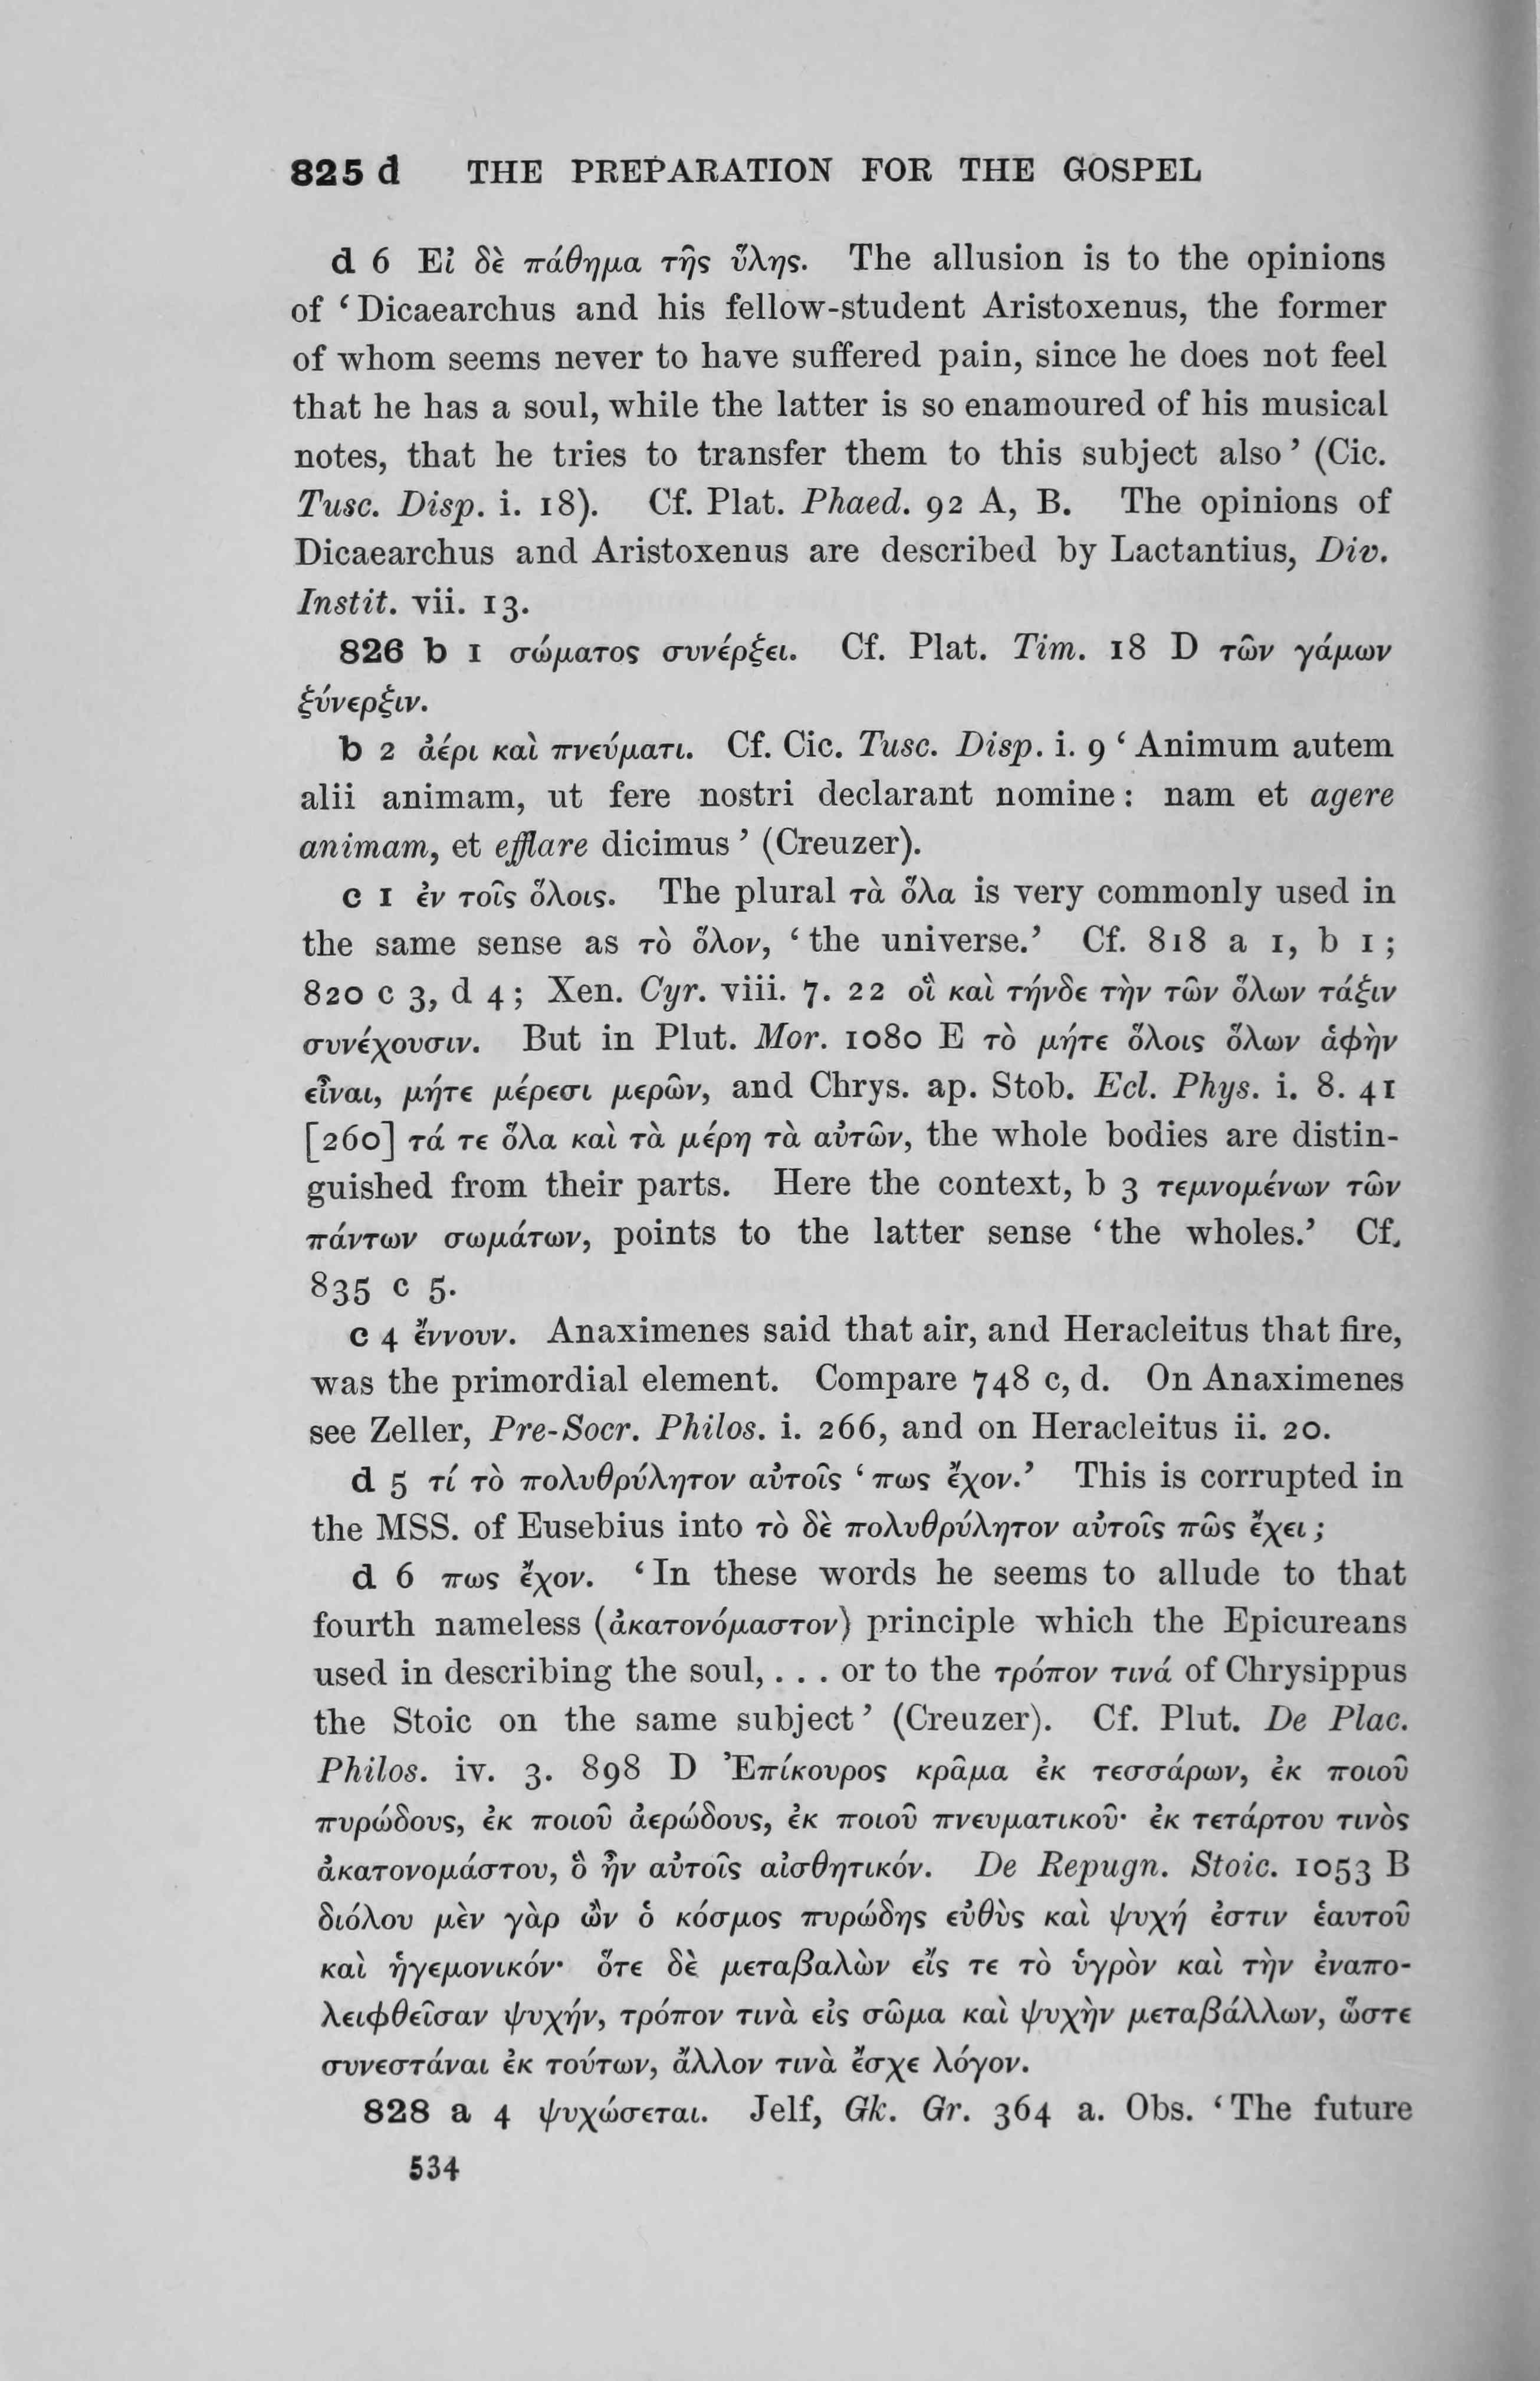 825 d THE PREPARATION FOR THE GOSPEL
d 6 Εἰ δὲ πάθημα τῆς ὕλης. The allusion is to the opinions
of ‘Dicaearchus and his fellow-student Aristoxenus, the former
of whom seems never to have suffered pain, since he does not feel
that he has a soul, while the latter is so enamoured of his musical
notes, that he tries to transfer them to this subject also’ (Cic.
Tusc. Disp. i. 18). Cf. Plat. Phaed. 92 A, B. The opinions of
Dicaearchus and Aristoxenus are described by Lactantius, Div.
Instit. vii. 13.
826 b 1 σώματος συνέρξει. Cf. Plat. Tim. 18 D τῶν γάμων
ξύνερξιν.
b 2 ἀέρι καὶ πνεύματι. Cf. Cic. Tusc. Disp. i. 9 ‘Animum autem
alii animam, ut fere nostri declarant nomine: nam et agere
animam, et efflare dicimus’ (Creuzer).
c 1 ἐν τοῖς ὅλοις. The plural τὰ ὅλα is very commonly used in
the same sense as τὸ ὅλον, ‘the universe.’ Cf. 818 a 1, b 1;
820 c 3, d 4; Xen. Cyr. viii. 7. 22 οἳ καὶ τήνδε τὴν τῶν ὅλων τάξιν
συνέχουσιν. But in Plut. Mor. 1080 E τὸ μήτε ὅλοις ὅλων ἁφὴν
εἶναι, μήτε μέρεσι μερῶν, and Chrys. ap. Stob. Ecl. Phys. i. 8. 41
[260] τά τε ὅλα καὶ τὰ μέρη τὰ αὐτῶν, the whole bodies are distin-
guished from their parts. Here the context, b 3 τεμνομένων τῶν
πάντων σωμάτων, points to the latter sense ‘the wholes.’ Cf.
835 c 5.
c 4 ἔννουν. Anaximenes said that air, and Heracleitus that fire,
was the primordial element. Compare 748 c, d. On Anaximenes
see Zeller, Pre-Socr. Philos. i. 266, and on Heracleitus ii. 20.
d 5 τί τὸ πολυθρύλητον αὐτοῖς ‘πως ἔχον.’ This is corrupted in
the MSS. of Eusebius into τὸ δὲ πολυθρύλητον αὐτοῖς πῶς ἔχει;
d 6 πως ἔχον. ‘In these words he seems to allude to that
fourth nameless (ἀκατονόμαστον) principle which the Epicureans
used in describing the soul, . . . or to the τρόπον τινά of Chrysippus
the Stoic on the same subject’ (Creuzer). Cf. Plut. De Plac.
Philos. iv. 3. 898 D Ἐπίκουρος κρᾶμα ἐκ τεσσάρων, ἐκ ποιοῦ
πυρώδους, ἐκ ποιοῦ ἀερώδους, ἐκ ποιοῦ πνευματικοῦ· ἐκ τετάρτου τινὸς
ἀκατονομάστου, ὃ ἦν αὐτοῖς αἰσθητικόν. De Repugn. Stoic. 1053 B
διόλου μὲν γὰρ ὢν ὁ κόσμος πυρώδης εὐθὺς καὶ ψυχή ἐστιν ἑαυτοῦ
καὶ ἡγεμονικόν· ὅτε δὲ μεταβαλὼν εἴς τε τὸ ὑγρὸν καὶ τὴν ἐναπο-
λειφθεῖσαν ψυχήν, τρόπον τινὰ εἰς σῶμα καὶ ψυχὴν μεταβάλλων, ὥστε
συνεστάναι ἐκ τούτων, ἄλλον τινὰ ἔσχε λόγον.
828 a 4 ψυχώσεται. Jelf, Gk. Gr. 364 a. Obs. ‘The future
534